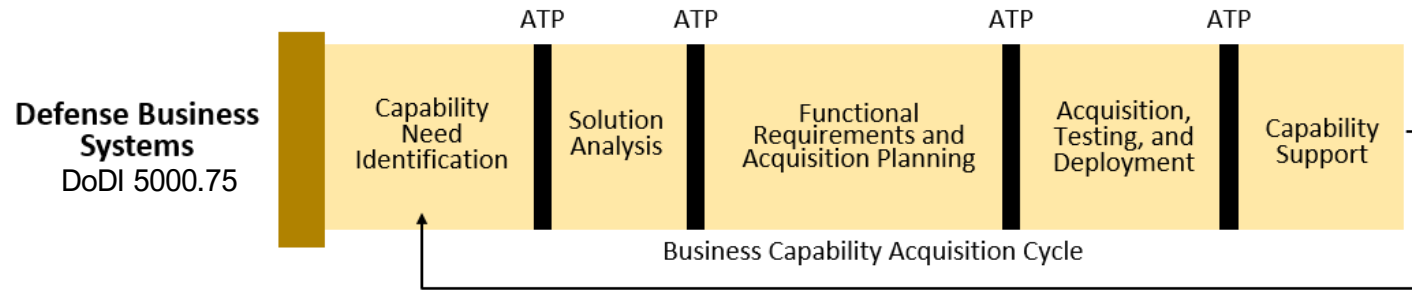 ATP ATP ATP ATP
Defense Business
Systems
DoDI 5000.75
Capability
Need
Identification
Solution
Analysis
Functional
Requirements and
Acquisition Planning
Acquisition,
Testing, and
Deployment
Capability
Support
Business Capability Acquisition Cycle